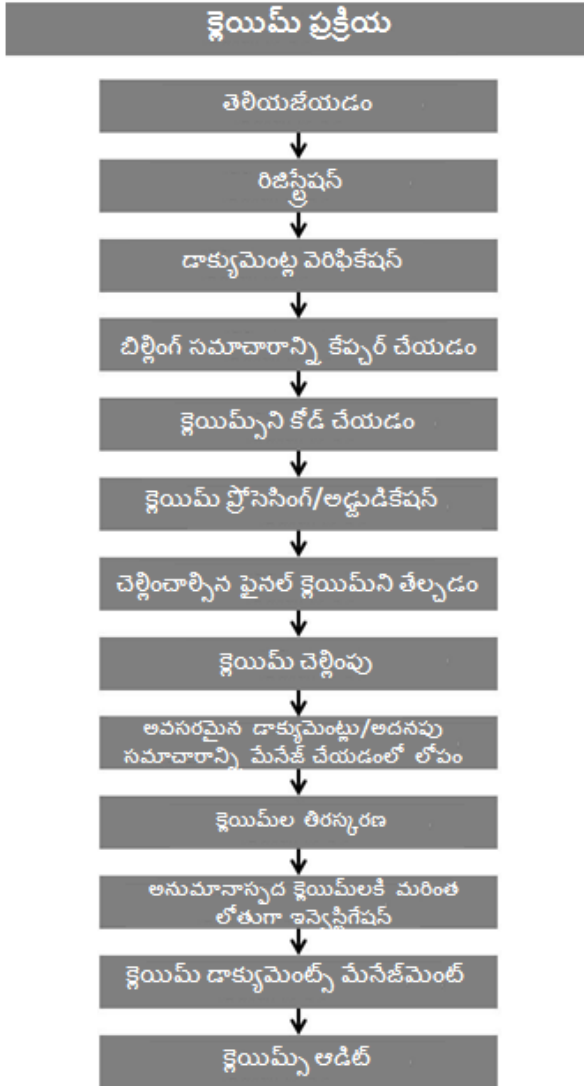 క్లెయిమ్ ప్రక్రియ
తెలియజేయడం
రిజిస్ట్రేషన్
డాక్యుమెంట్ల వెరిఫికేషన్
బిల్లింగ్ సమాచారాన్ని కేప్చర్ చేయడం
క్లెయిమ్స్‌ని కోడ్ చేయడం
క్లెయిమ్ ప్రోసెసింగ్/అడ్జుడికేషన్
చెల్లించాల్సిన ఫైనల్ క్లెయిమ్‌ని తేల్చడం
క్లెయిమ్ చెల్లింపు
అవసరమైన డాక్యుమెంట్లు/అదనపు
సమాచారాన్ని మేనేజ్ చేయడంలో లోపం
క్లెయిమ్‌ల తిరస్కరణ
అనుమానాస్పద క్లెయిమ్‌లకి మరింత
లోతుగా ఇన్వెస్టిగేషన్
క్లెయిమ్ డాక్యుమెంట్స్ మేనేజ్‌మెంట్
క్లెయిమ్స్ ఆడిట్